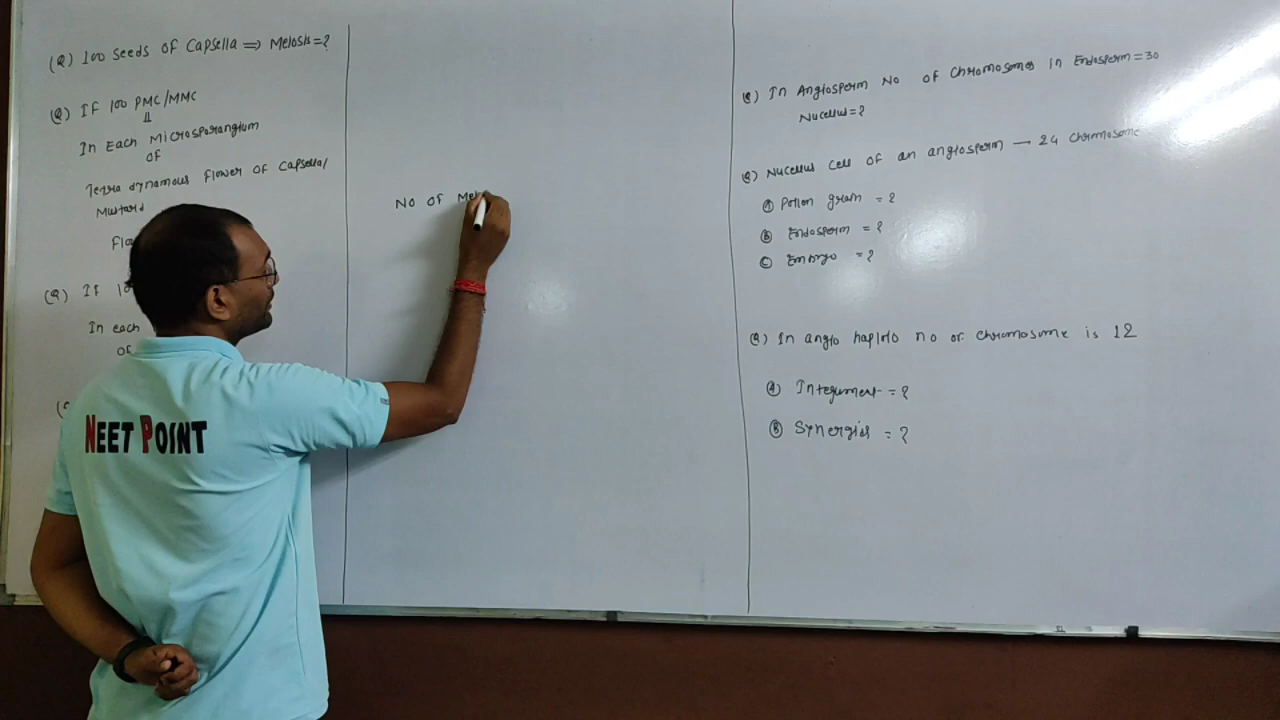 (Q) 100 Seeds OF Capsella ⇒ Meiosis = ?
(Q) IF 100 PMC/MMC
In Each Microsporangium
OF
Tetra dynamous Flower OF Capsella/
Mustard
(Q) If
In each
OF
NEET POINT
No OF
(Q) In Angiosperm No OF Chromosomes in Endosperm = 30
Nucellus = ?
(Q) Nucellus cell of an angiosperm — 24 Chromosome
(A) Pollen grain = ?
(B) Endosperm = ?
(C) Embryo = ?
(Q) In angio haploid no of chromosome is 12
(A) Integument = ?
(B) Synergids = ?